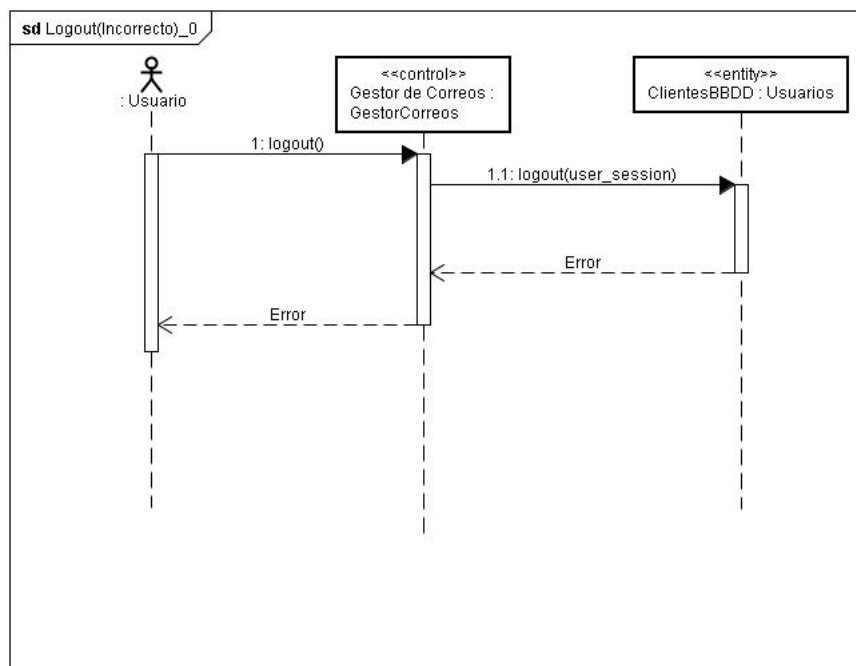 sd Logout(Incorrecto)_0
: Usuario
<<control>>
Gestor de Correos :
GestorCorreos
<<entity>>
ClientesBBDD : Usuarios
1: logout()
1.1: logout(user_session)
Error
Error